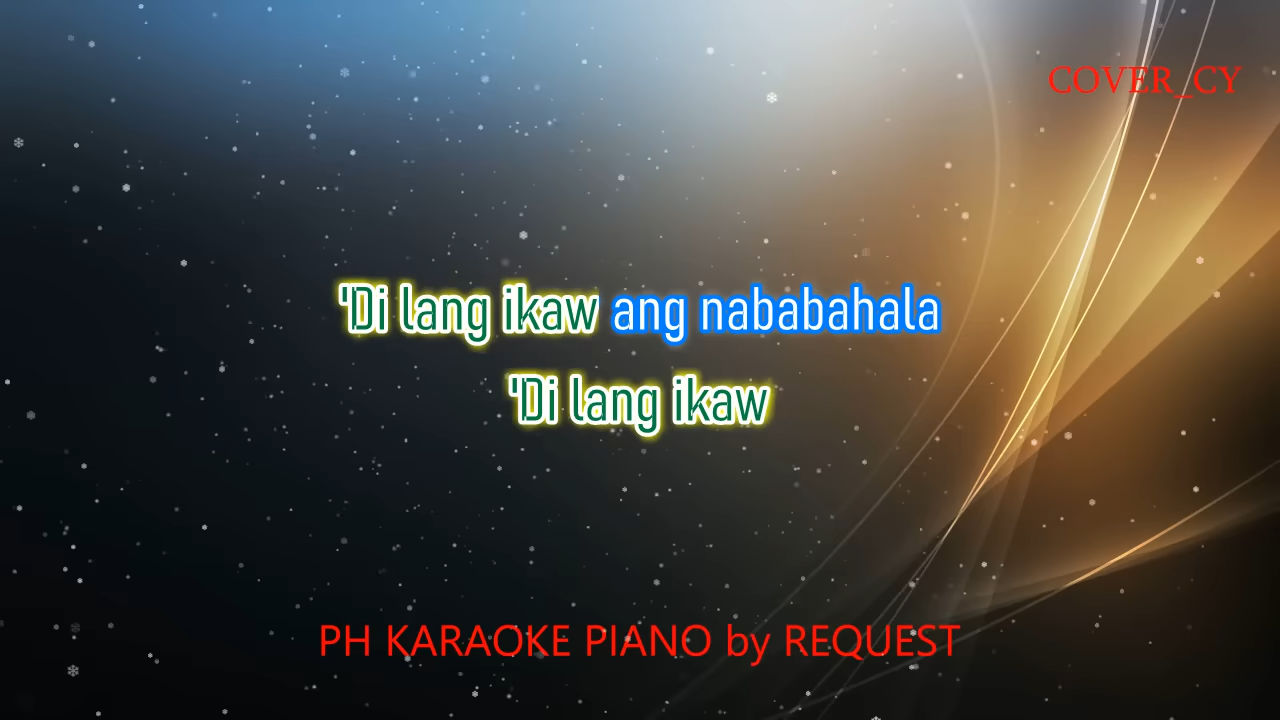 COVER_CY
'Di lang ikaw ang nababahala
'Di lang ikaw
PH KARAOKE PIANO by REQUEST